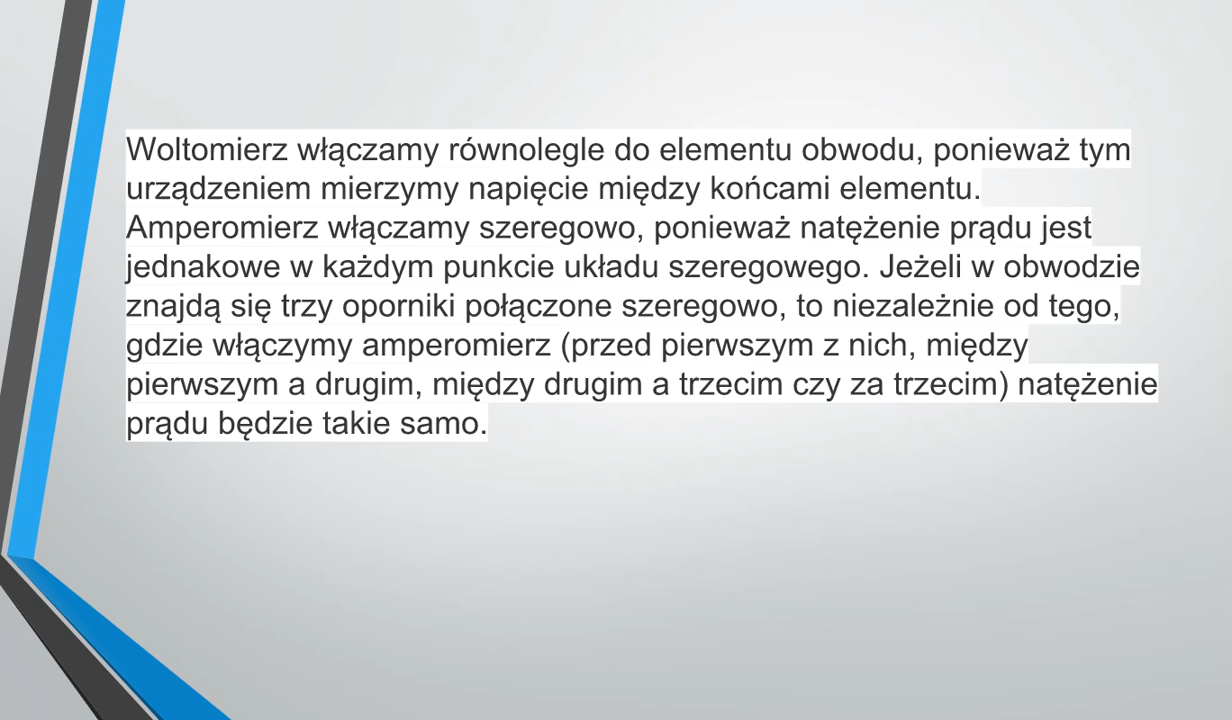 Woltomierz włączamy równolegle do elementu obwodu, ponieważ tym
urządzeniem mierzymy napięcie między końcami elementu.
Amperomierz włączamy szeregowo, ponieważ natężenie prądu jest
jednakowe w każdym punkcie układu szeregowego. Jeżeli w obwodzie
znajdą się trzy oporniki połączone szeregowo, to niezależnie od tego,
gdzie włączymy amperomierz (przed pierwszym z nich, między
pierwszym a drugim, między drugim a trzecim czy za trzecim) natężenie
prądu będzie takie samo.